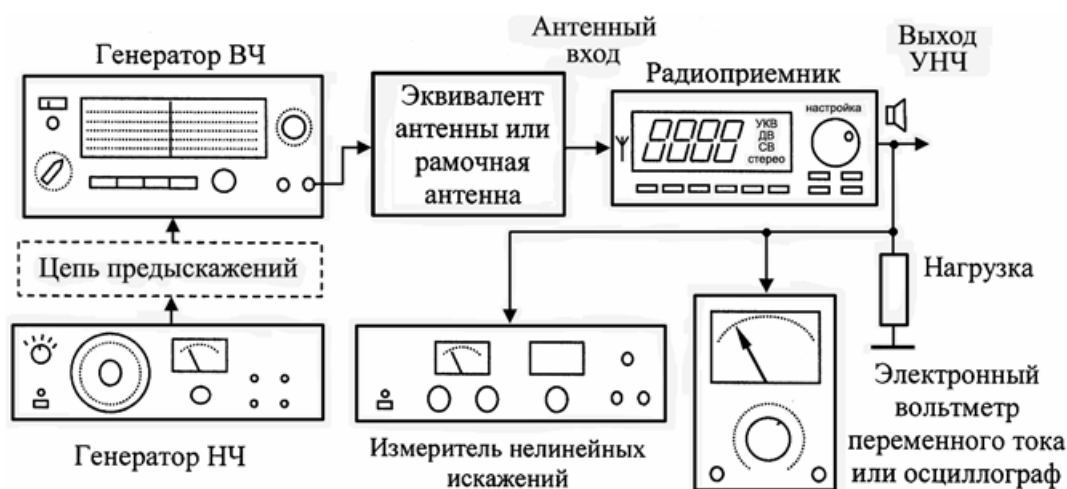 Генератор ВЧ
Антенный
вход
Выход
УНЧ
Радиоприемник
Эквивалент
антенны или
рамочная
антенна
настройка
УКВ
ДВ
СВ
стерео
Цепь предыскажений
Нагрузка
Генератор НЧ
Измеритель нелинейных
искажений
Электронный
вольтметр
переменного тока
или осциллограф